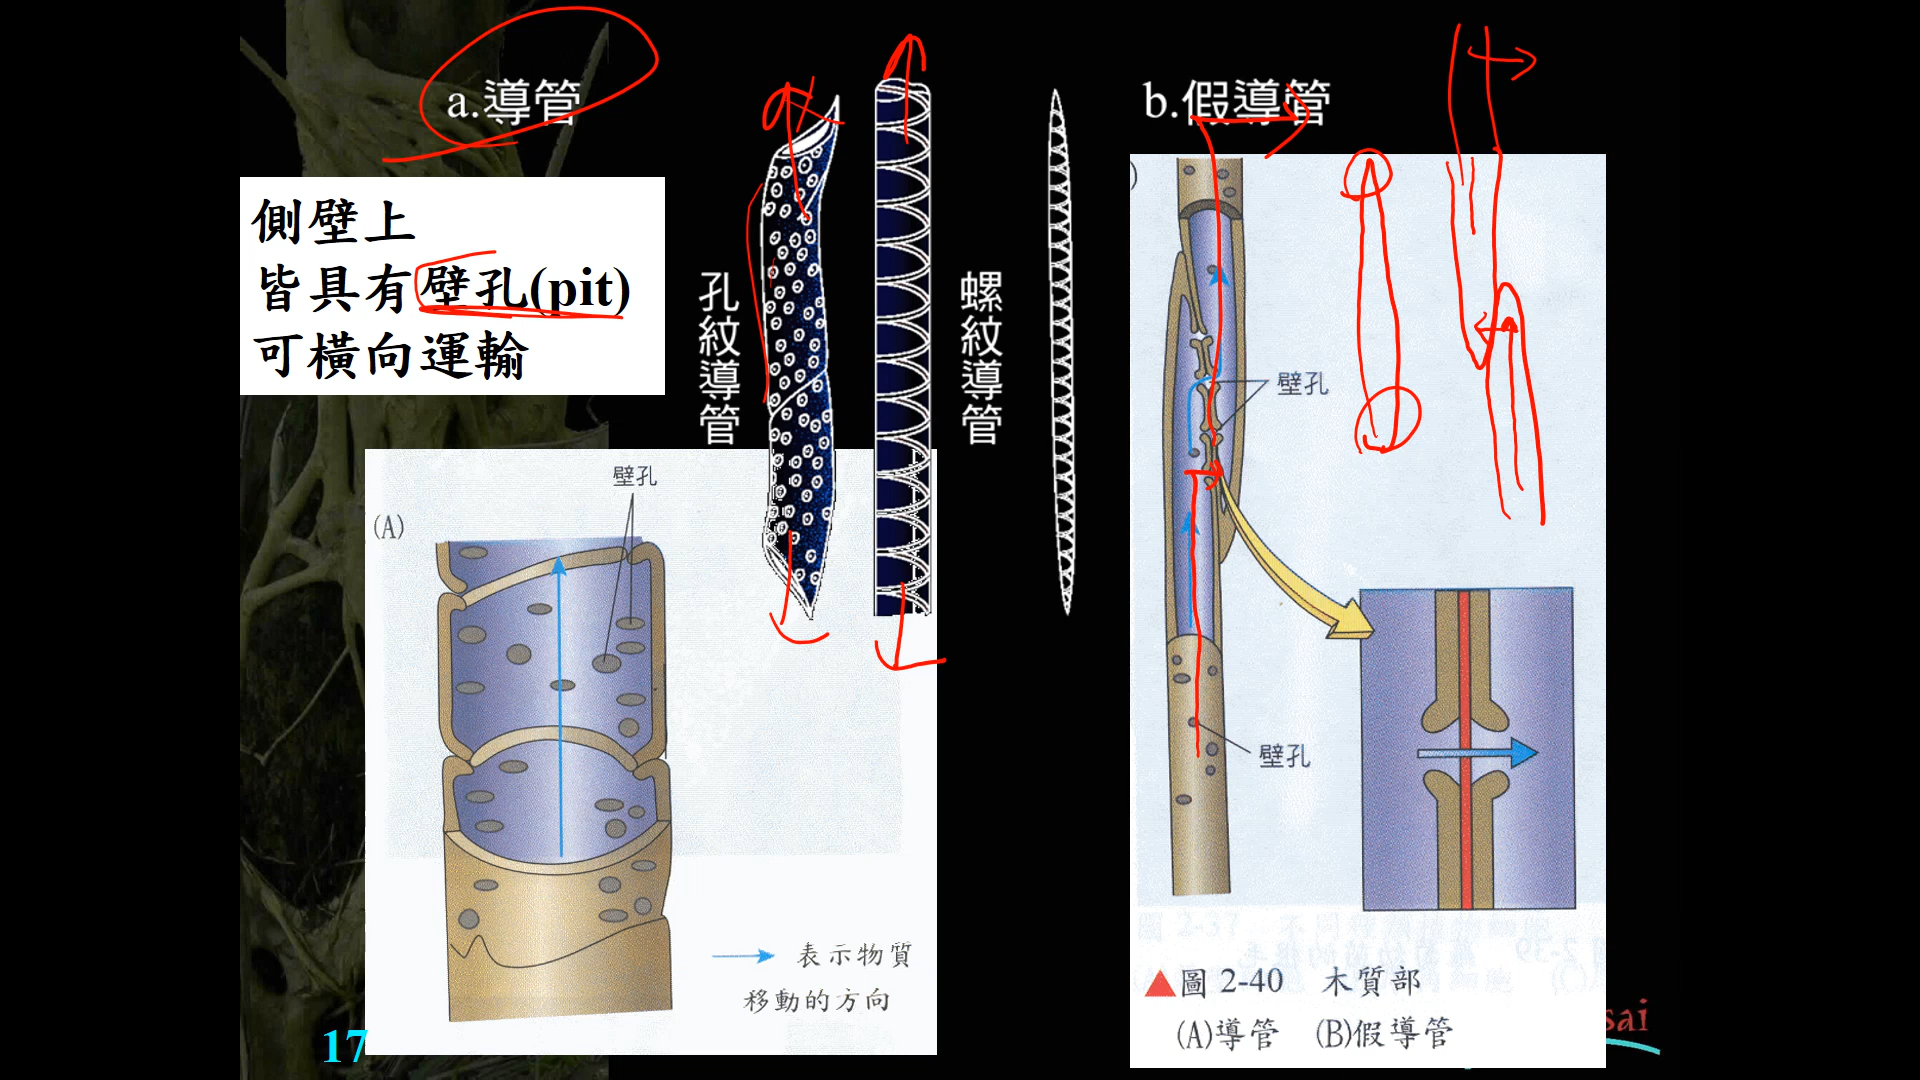 a.導管
b.假導管
側壁上
皆具有壁孔(pit)
可橫向運輸
孔紋導管
螺紋導管
壁孔
(A)
表示物質
移動的方向
)
壁孔
壁孔
圖 2-40 木質部
(A)導管 (B)假導管
17
sai